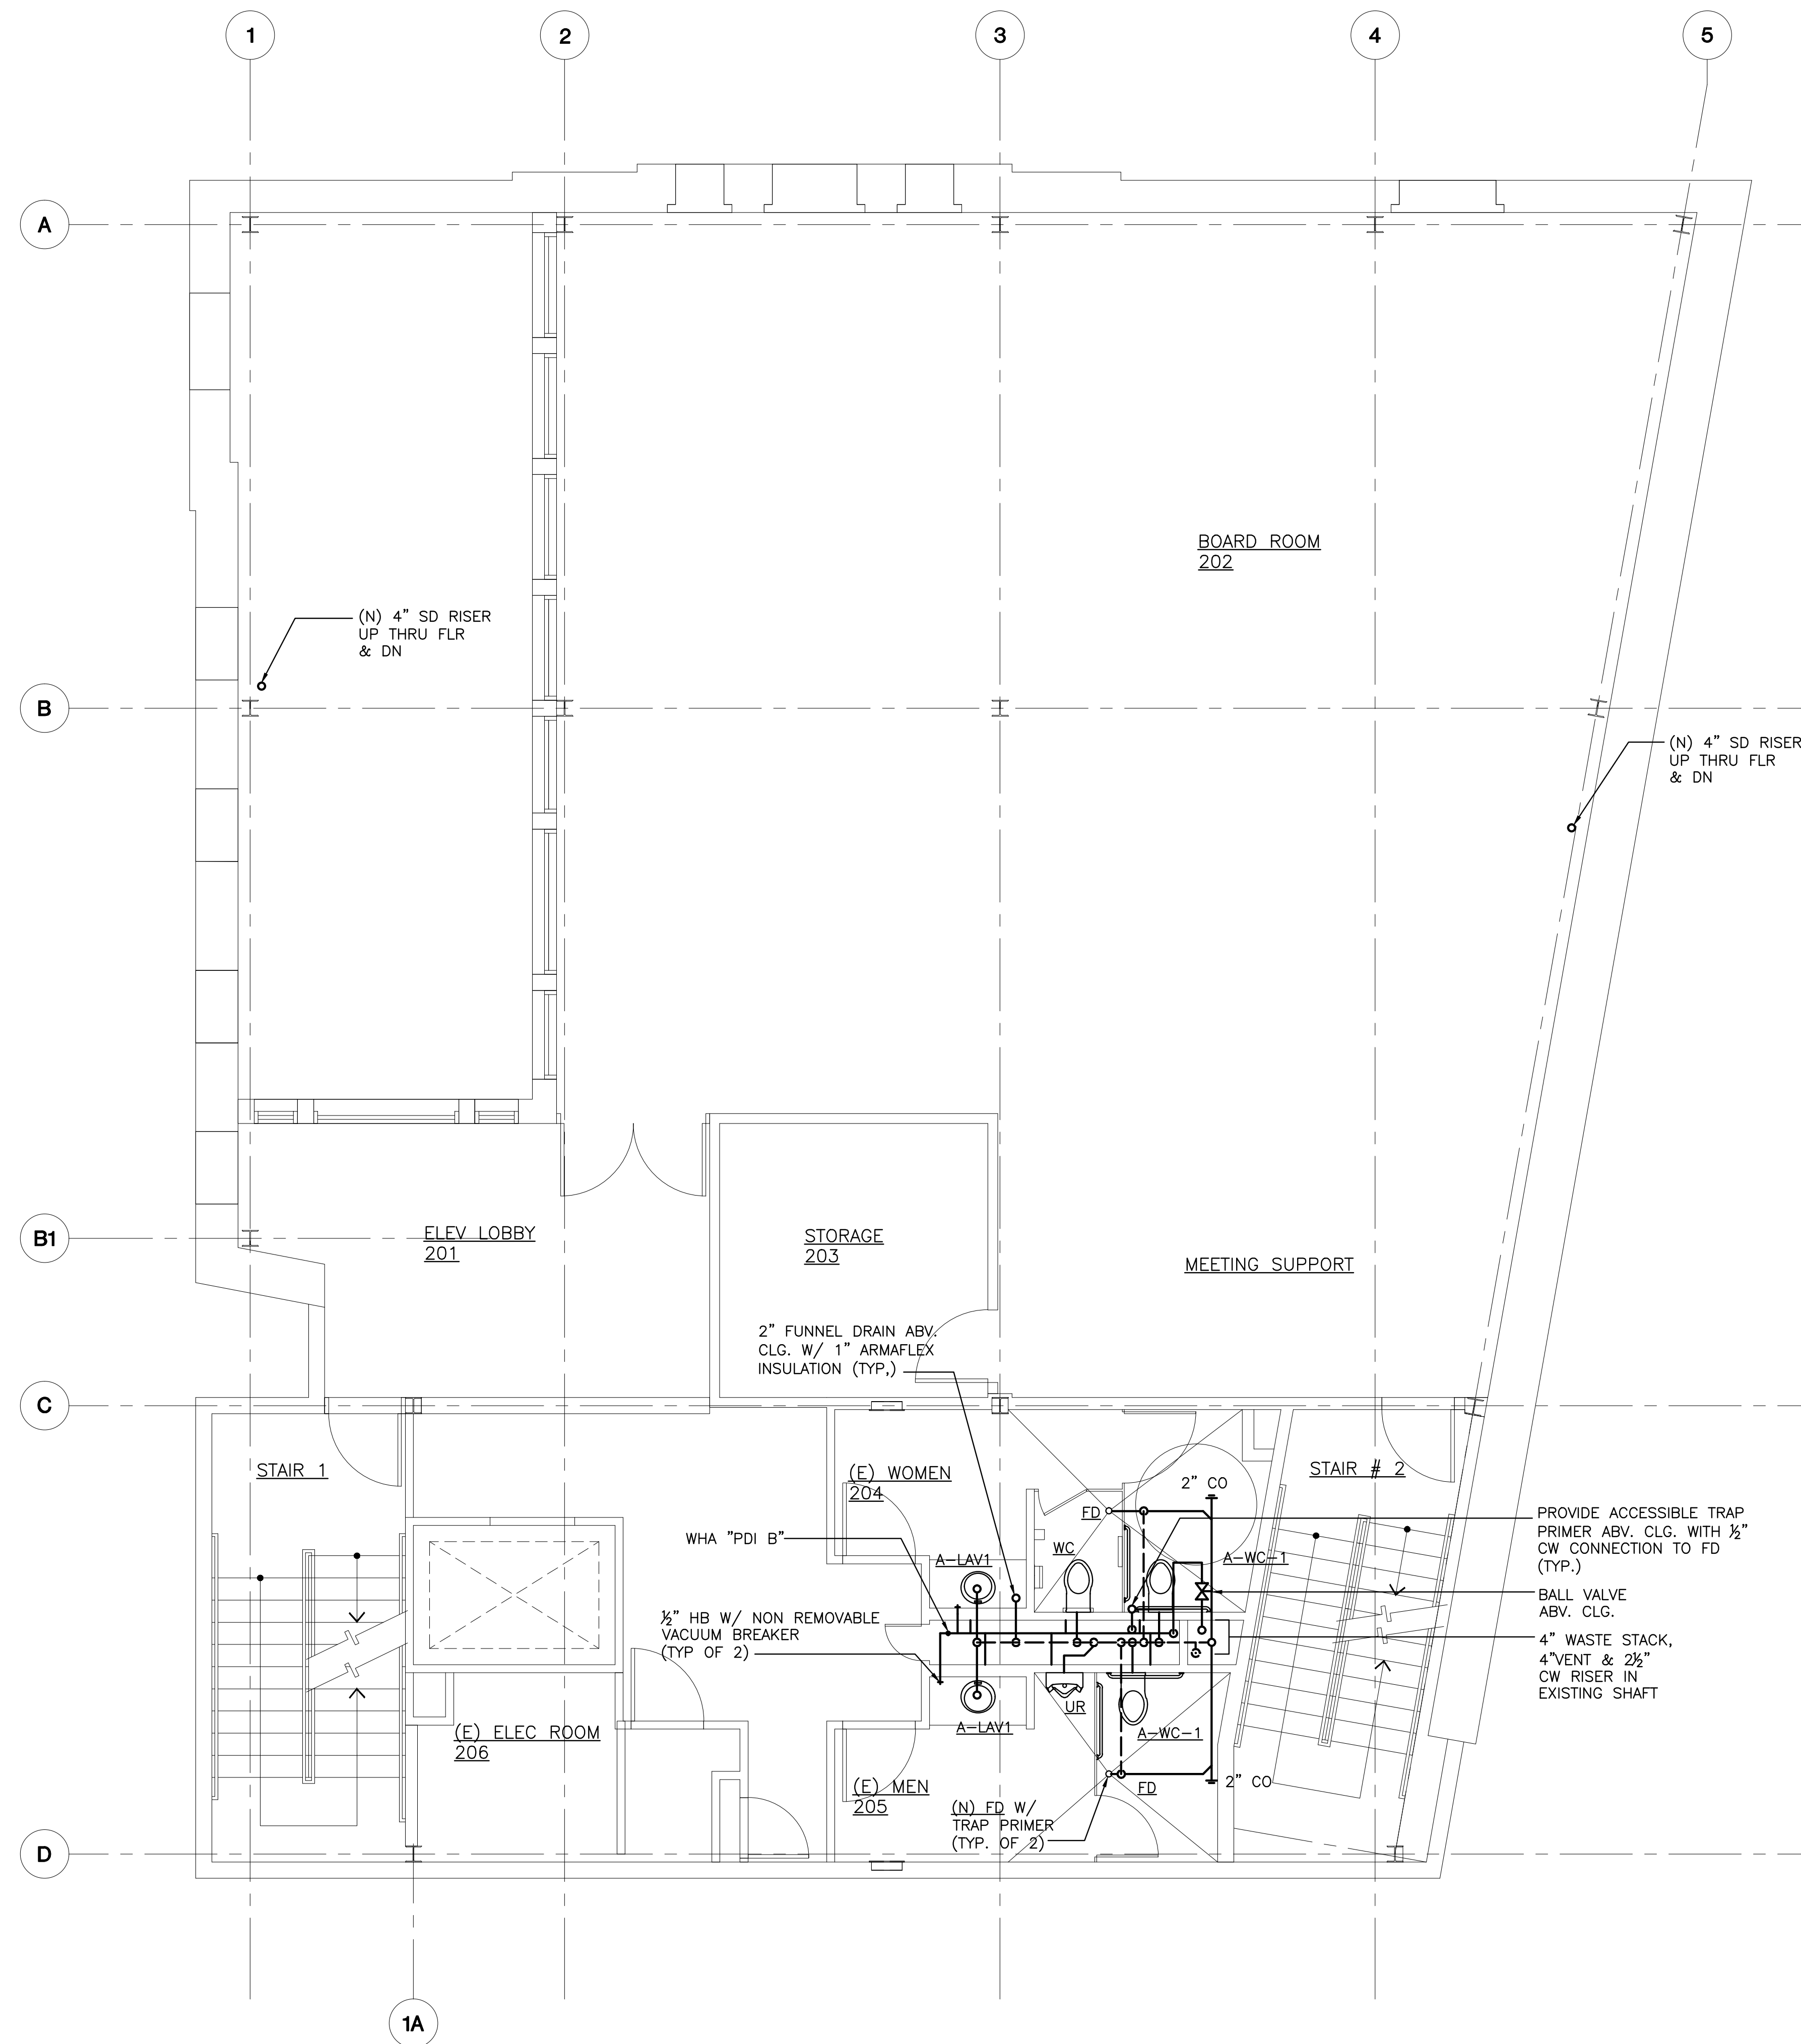 1
2
3
4
5
A
BOARD ROOM
202
(N) 4” SD RISER
UP THRU FLR
& DN
B
(N) 4” SD RISER
UP THRU FLR
& DN
B1
ELEV LOBBY
201
STORAGE
203
MEETING SUPPORT
2” FUNNEL DRAIN ABV.
CLG. W/ 1” ARMAFLEX
INSULATION (TYP,)
C
STAIR 1
(E) WOMEN
204
STAIR # 2
2” CO
FD
WC
A-WC-1
WHA "PDI B"
A-LAV1
PROVIDE ACCESSIBLE TRAP
PRIMER ABV. CLG. WITH ½”
CW CONNECTION TO FD
(TYP.)
BALL VALVE
ABV. CLG.
½” HB W/ NON REMOVABLE
VACUUM BREAKER
(TYP OF 2)
4” WASTE STACK,
4”VENT & 2½”
CW RISER IN
EXISTING SHAFT
UR
A-LAV1
A-WC-1
(E) ELEC ROOM
206
(E) MEN
205
FD
2” CO
(N) FD W/
TRAP PRIMER
(TYP. OF 2)
D
1A